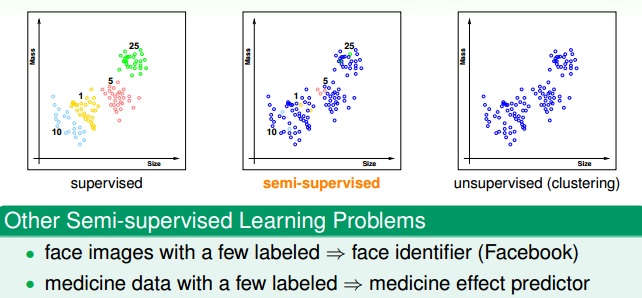 Mass
25
5
1
10
Size
supervised
Mass
25
5
1
10
Size
semi-supervised
Mass
Size
unsupervised (clustering)
Other Semi-supervised Learning Problems
• face images with a few labeled ⇒ face identifier (Facebook)
• medicine data with a few labeled ⇒ medicine effect predictor